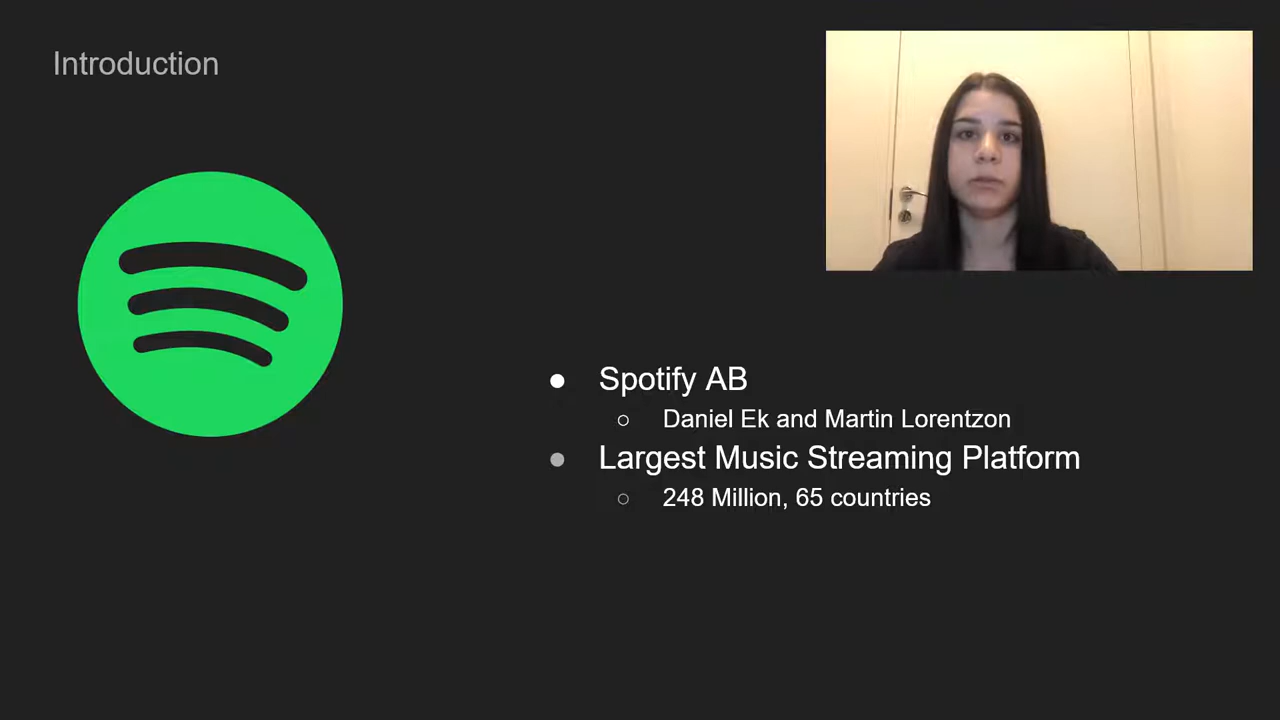 Introduction
Spotify AB
Daniel Ek and Martin Lorentzon
Largest Music Streaming Platform
248 Million, 65 countries